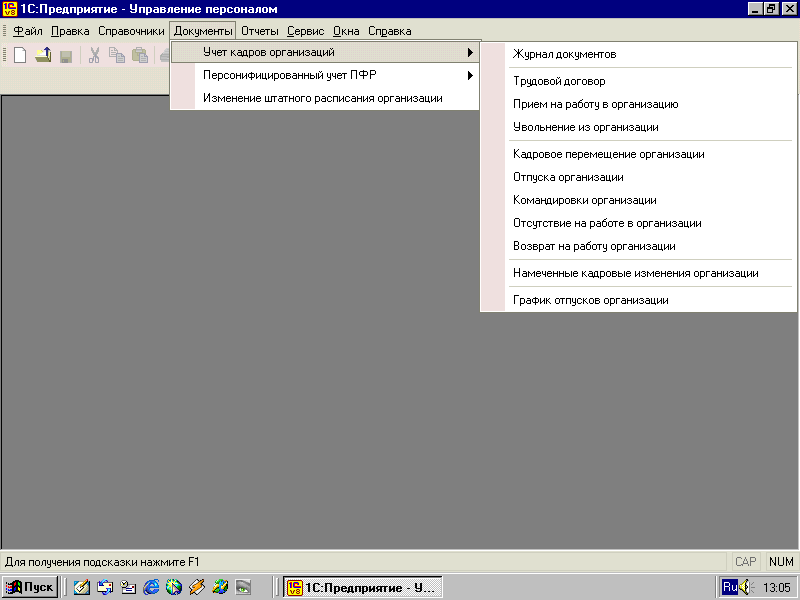 1С:Предприятие - Управление персоналом
Файл Правка Справочники Документы Отчеты Сервис Окна Справка
Учет кадров организаций
Персонифицированный учет ПФР
Изменение штатного расписания организации
Журнал документов
Трудовой договор
Прием на работу в организацию
Увольнение из организации
Кадровое перемещение организации
Отпуска организации
Командировки организации
Отсутствие на работе в организации
Возврат на работу организации
Намеченные кадровые изменения организации
График отпусков организации
Для получения подсказки нажмите F1
CAP NUM
Пуск
1С:Предприятие - У...
Ru
13:05